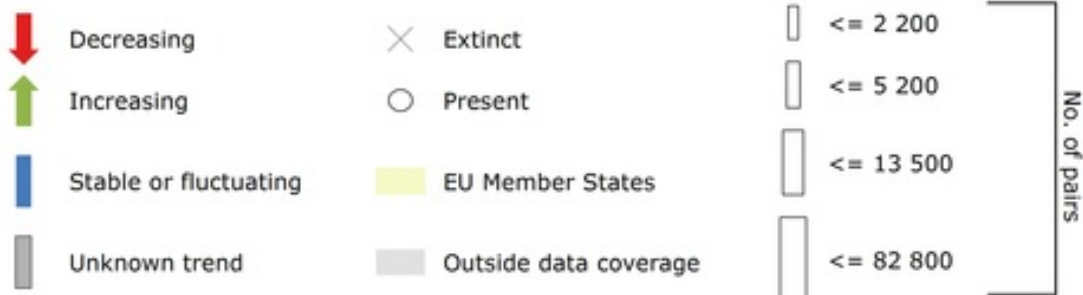 Decreasing
Increasing
Stable or fluctuating
Unknown trend
Extinct
Present
EU Member States
Outside data coverage
<= 2 200
<= 5 200
<= 13 500
<= 82 800
No. of pairs